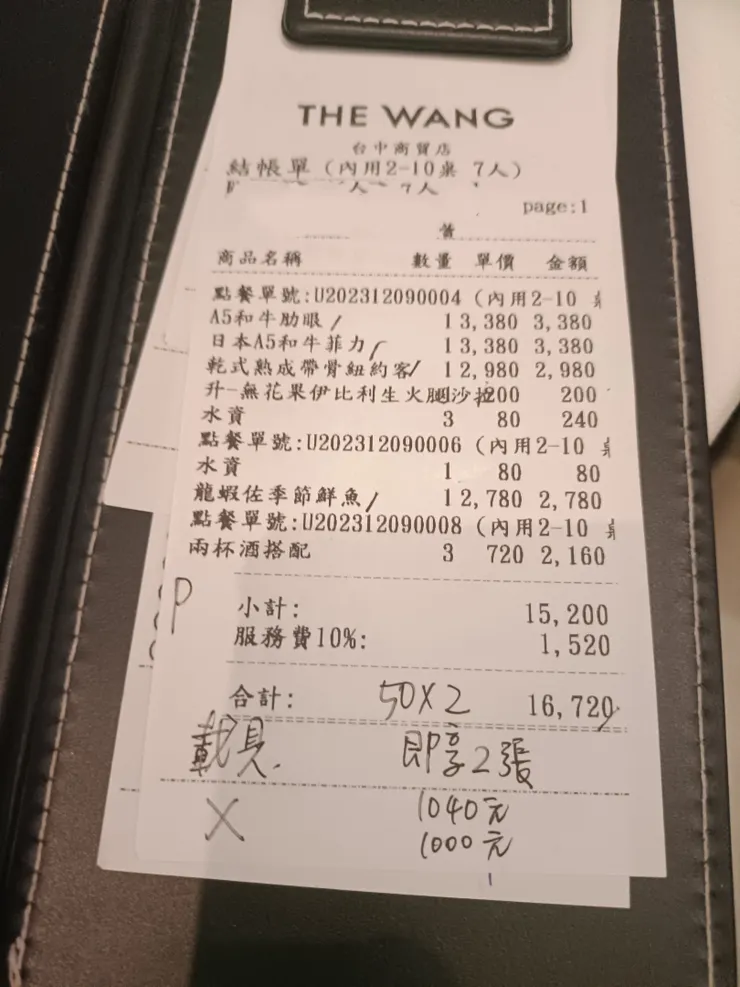 THE WANG
台中商貿店
結帳單 (內用2-10桌 7人)
7人
page:1
商品名稱 數量 單價 金額
點餐單號:U202312090004 (內用2-10
A5和牛肋眼 1 3,380 3,380
日本A5和牛菲力 1 3,380 3,380
乾式熟成帶骨紐約客 1 2,980 2,980
升-無花果伊比利生火腿沙拉 200 200
水資 3 80 240
點餐單號:U202312090006 (內用2-10
水資 1 80 80
龍蝦佐季節鮮魚 1 2,780 2,780
點餐單號:U202312090008 (內用2-10
兩杯酒搭配 3 720 2,160
P
小計: 15,200
服務費10%: 1,520
合計: 50X2 16,720
載具 即享2張
X 1040元
1000元